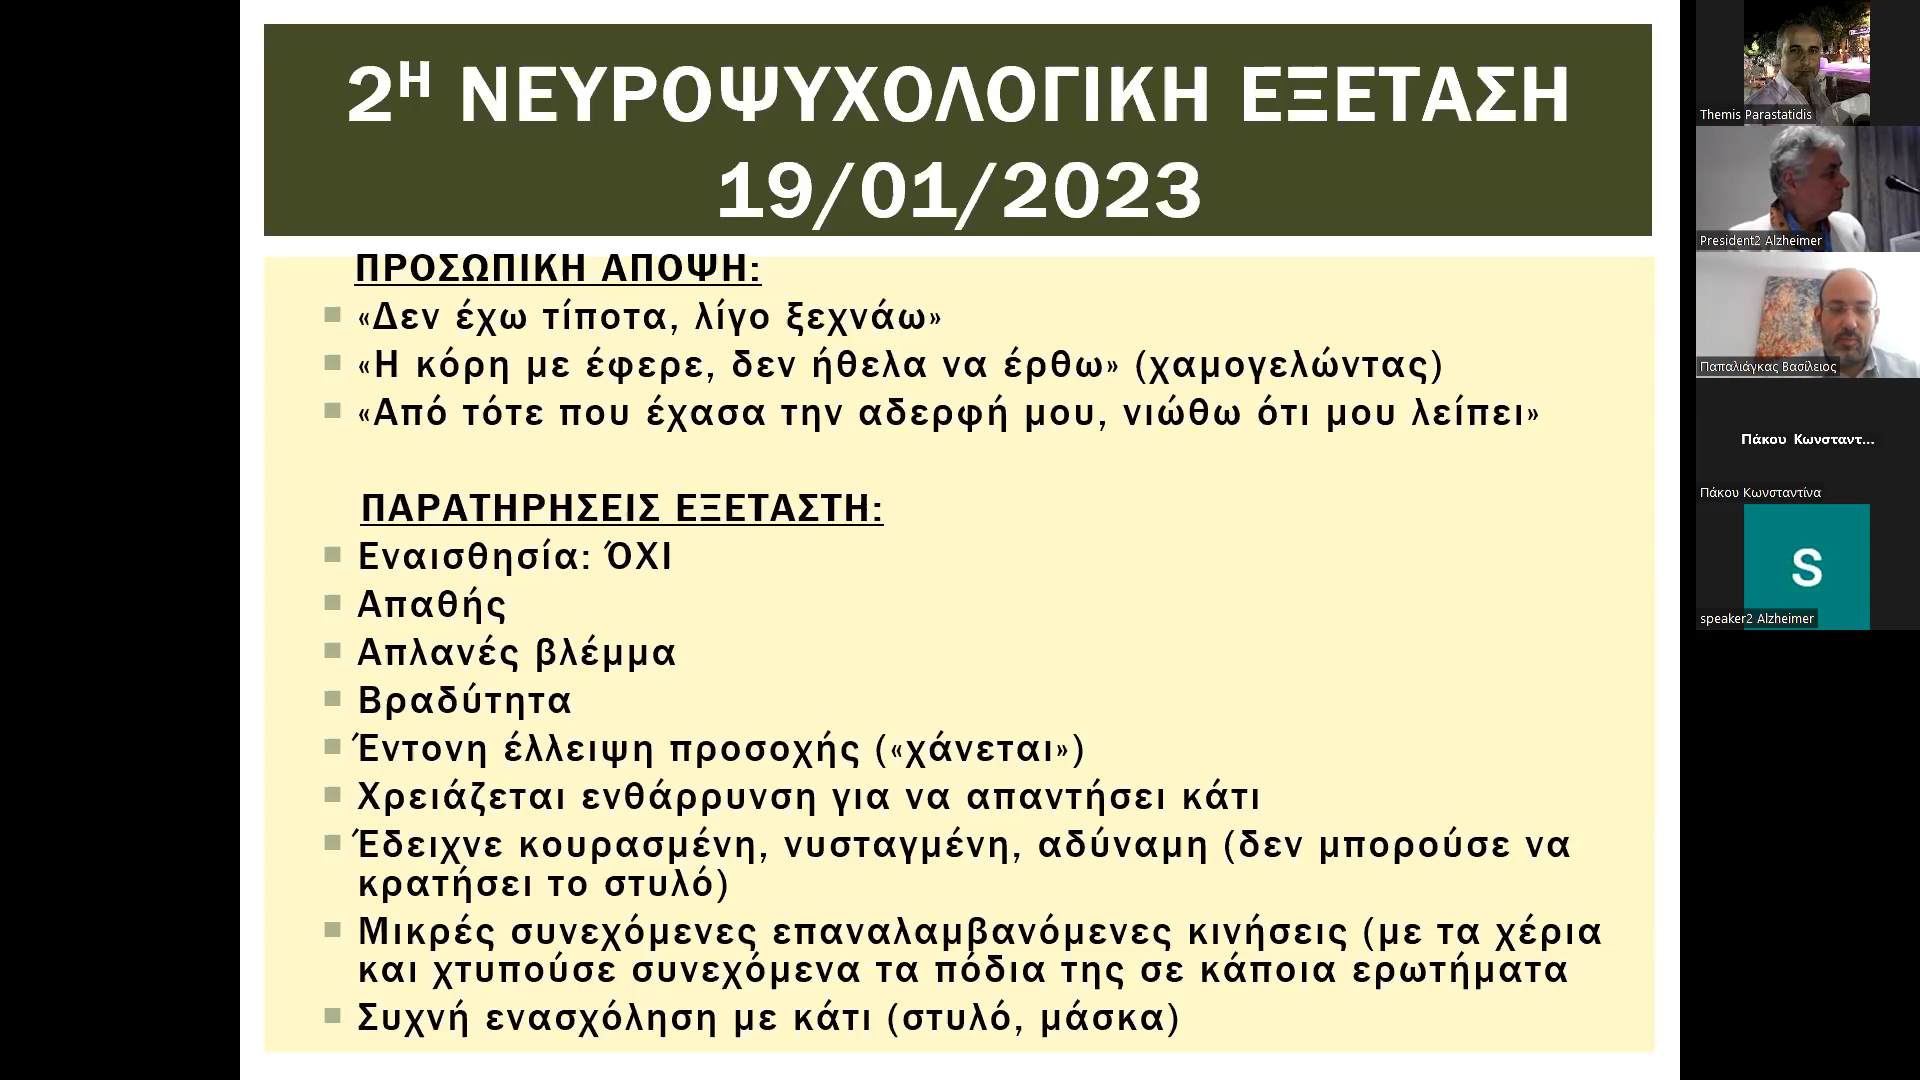 2Η ΝΕΥΡΟΨΥΧΟΛΟΓΙΚΗ ΕΞΕΤΑΣΗ
19/01/2023
ΠΡΟΣΩΠΙΚΗ ΑΠΟΨΗ:
«Δεν έχω τίποτα, λίγο ξεχνάω»
«Η κόρη με έφερε, δεν ήθελα να έρθω» (χαμογελώντας)
«Από τότε που έχασα την αδερφή μου, νιώθω ότι μου λείπει»
ΠΑΡΑΤΗΡΗΣΕΙΣ ΕΞΕΤΑΣΤΗ:
Εναισθησία: ΌΧΙ
Απαθής
Απλανές βλέμμα
Βραδύτητα
Έντονη έλλειψη προσοχής («χάνεται»)
Χρειάζεται ενθάρρυνση για να απαντήσει κάτι
Έδειχνε κουρασμένη, νυσταγμένη, αδύναμη (δεν μπορούσε να
κρατήσει το στυλό)
Μικρές συνεχόμενες επαναλαμβανόμενες κινήσεις (με τα χέρια
και χτυπούσε συνεχόμενα τα πόδια της σε κάποια ερωτήματα
Συχνή ενασχόληση με κάτι (στυλό, μάσκα)
Themis Parastatidis
President2 Alzheimer
Παπαλιάγκας Βασίλειος
Πάκου Κωνσταντ...
Πάκου Κωνσταντίνα
S
speaker2 Alzheimer